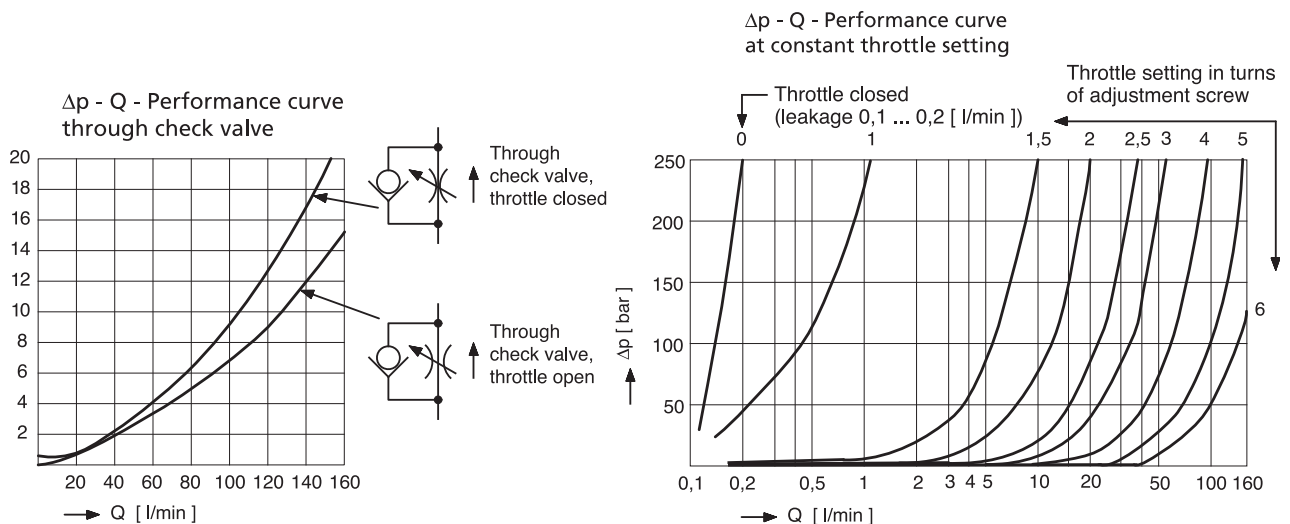 Δp - Q - Performance curve
through check valve
20
18
16
14
12
10
8
6
4
2
20 40 60 80 100 120 140 160
Q [ l/min ]
Through
check valve,
throttle closed
Through
check valve,
throttle open
Δp - Q - Performance curve
at constant throttle setting
Throttle closed
(leakage 0,1 ... 0,2 [ l/min ])
Throttle setting in turns
of adjustment screw
0 1 1,5 2 2,5 3 4 5
6
250
200
150
100
50
Δp [ bar ]
0,1 0,2 0,5 1 2 3 4 5 10 20 50 100 160
Q [ l/min ]